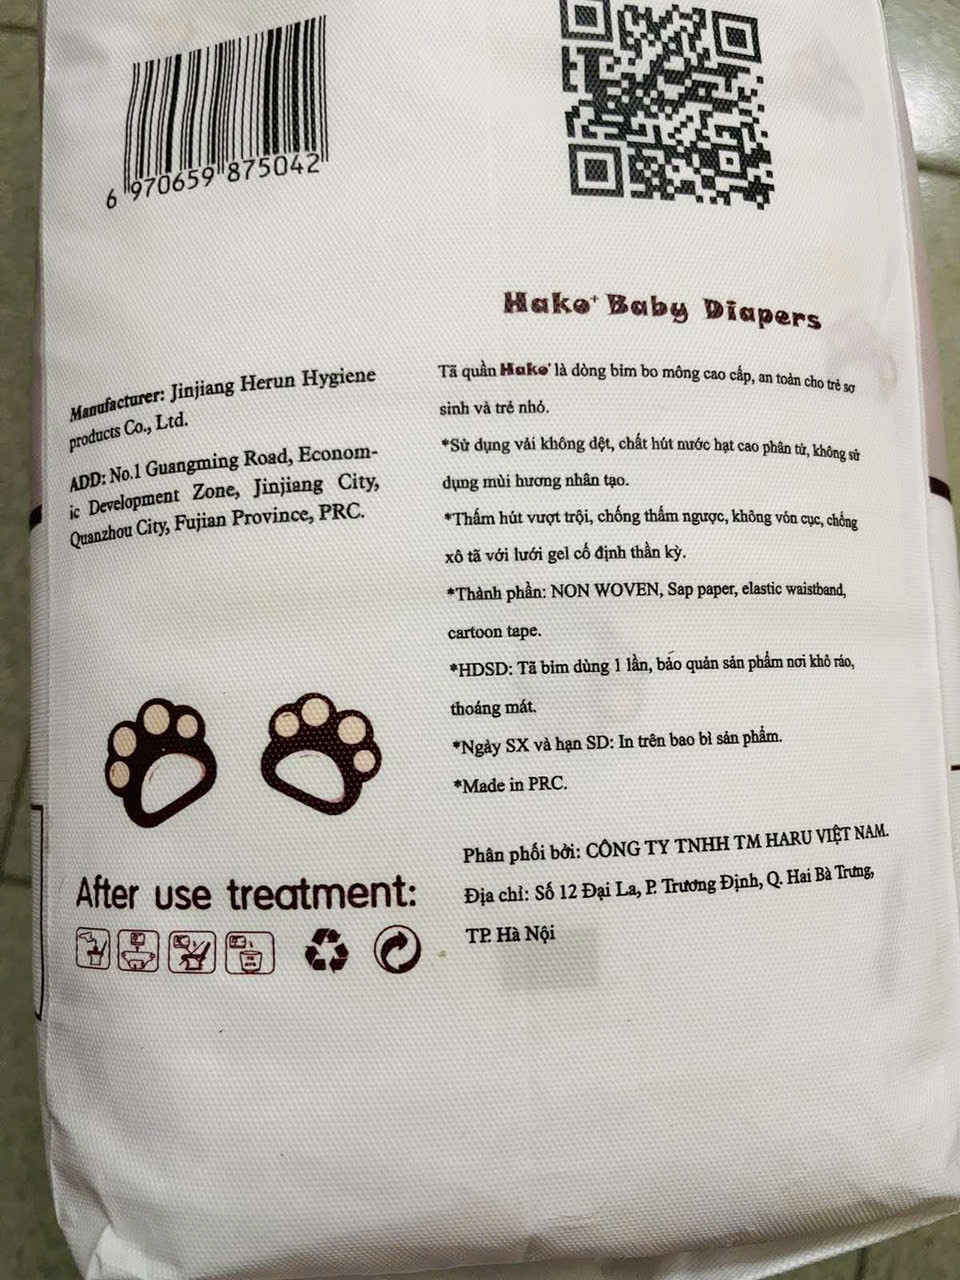 6 970659 875042
Hako+ Baby Diapers
Manufacturer: Jinjiang Herun Hygiene
products Co., Ltd.
ADD: No.1 Guangming Road, Econom-
ic Development Zone, Jinjiang City,
Quanzhou City, Fujian Province, PRC.
Tã quần Hako+ là dòng bỉm bo mông cao cấp, an toàn cho trẻ sơ
sinh và trẻ nhỏ.
*Sử dụng vải không dệt, chất hút nước hạt cao phân tử, không sử
dụng mùi hương nhân tạo.
*Thấm hút vượt trội, chống thấm ngược, không vón cục, chống
xô tã với lưới gel cố định thần kỳ.
*Thành phần: NON WOVEN, Sap paper, elastic waistband,
cartoon tape.
*HDSD: Tã bỉm dùng 1 lần, bảo quản sản phẩm nơi khô ráo,
thoáng mát.
*Ngày SX và hạn SD: In trên bao bì sản phẩm.
*Made in PRC.
Phân phối bởi: CÔNG TY TNHH TM HARU VIỆT NAM.
Địa chỉ: Số 12 Đại La, P. Trương Định, Q. Hai Bà Trưng,
TP. Hà Nội
After use treatment: